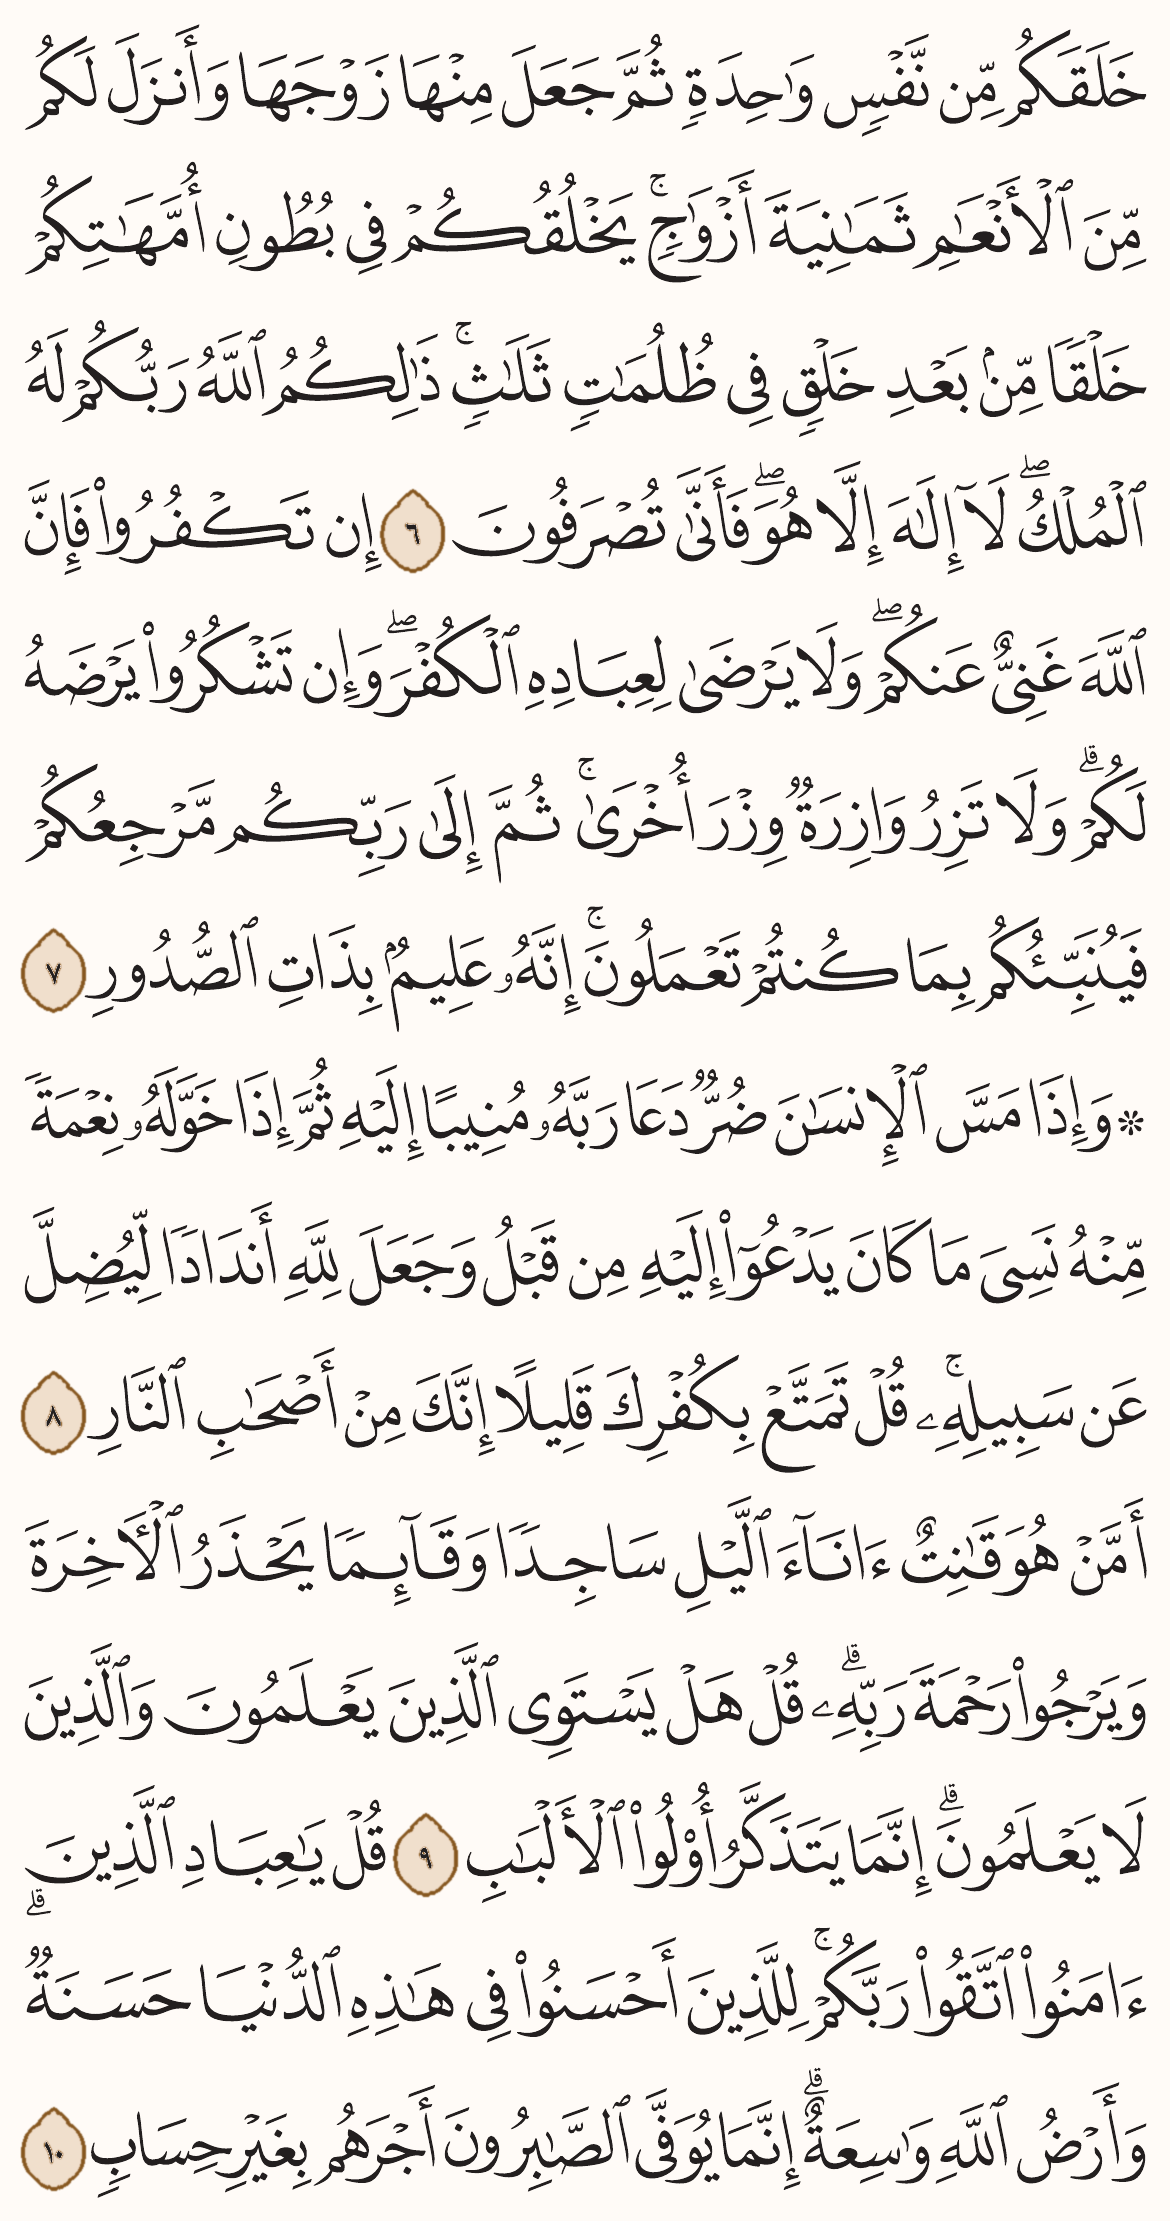 خَلَقَكُم مِّن نَّفۡسٖ وَٰحِدَةٖ ثُمَّ جَعَلَ مِنۡهَا زَوۡجَهَا وَأَنزَلَ لَكُم
مِّنَ ٱلۡأَنۡعَٰمِ ثَمَٰنِيَةَ أَزۡوَٰجٖۚ يَخۡلُقُكُمۡ فِي بُطُونِ أُمَّهَٰتِكُمۡ
خَلۡقٗا مِّنۢ بَعۡدِ خَلۡقٖ فِي ظُلُمَٰتٖ ثَلَٰثٖۚ ذَٰلِكُمُ ٱللَّهُ رَبُّكُمۡ لَهُ
ٱلۡمُلۡكُۖ لَآ إِلَٰهَ إِلَّا هُوَۖ فَأَنَّىٰ تُصۡرَفُونَ ٦ إِن تَكۡفُرُواْ فَإِنَّ
ٱللَّهَ غَنِيٌّ عَنكُمۡۖ وَلَا يَرۡضَىٰ لِعِبَادِهِ ٱلۡكُفۡرَۖ وَإِن تَشۡكُرُواْ يَرۡضَهُ
لَكُمۡۗ وَلَا تَزِرُ وَازِرَةٞ وِزۡرَ أُخۡرَىٰۚ ثُمَّ إِلَىٰ رَبِّكُم مَّرۡجِعُكُمۡ
فَيُنَبِّئُكُم بِمَا كُنتُمۡ تَعۡمَلُونَۚ إِنَّهُۥ عَلِيمُۢ بِذَاتِ ٱلصُّدُورِ ٧
۞وَإِذَا مَسَّ ٱلۡإِنسَٰنَ ضُرّٞ دَعَا رَبَّهُۥ مُنِيبًا إِلَيۡهِ ثُمَّ إِذَا خَوَّلَهُۥ نِعۡمَةٗ
مِّنۡهُ نَسِيَ مَا كَانَ يَدۡعُوٓاْ إِلَيۡهِ مِن قَبۡلُ وَجَعَلَ لِلَّهِ أَندَادٗا لِّيُضِلَّ
عَن سَبِيلِهِۦۚ قُلۡ تَمَتَّعۡ بِكُفۡرِكَ قَلِيلًا إِنَّكَ مِنۡ أَصۡحَٰبِ ٱلنَّارِ ٨
أَمَّنۡ هُوَ قَٰنِتٌ ءَانَآءَ ٱلَّيۡلِ سَاجِدٗا وَقَآئِمٗا يَحۡذَرُ ٱلۡأٓخِرَةَ
وَيَرۡجُواْ رَحۡمَةَ رَبِّهِۦۗ قُلۡ هَلۡ يَسۡتَوِي ٱلَّذِينَ يَعۡلَمُونَ وَٱلَّذِينَ
لَا يَعۡلَمُونَۗ إِنَّمَا يَتَذَكَّرُ أُوْلُواْ ٱلۡأَلۡبَٰبِ ٩ قُلۡ يَٰعِبَادِ ٱلَّذِينَ
ءَامَنُواْ ٱتَّقُواْ رَبَّكُمۡۚ لِلَّذِينَ أَحۡسَنُواْ فِي هَٰذِهِ ٱلدُّنۡيَا حَسَنَةٞۗ
وَأَرۡضُ ٱللَّهِ وَٰسِعَةٌۗ إِنَّمَا يُوَفَّى ٱلصَّٰبِرُونَ أَجۡرَهُم بِغَيۡرِ حِسَابٖ ١٠